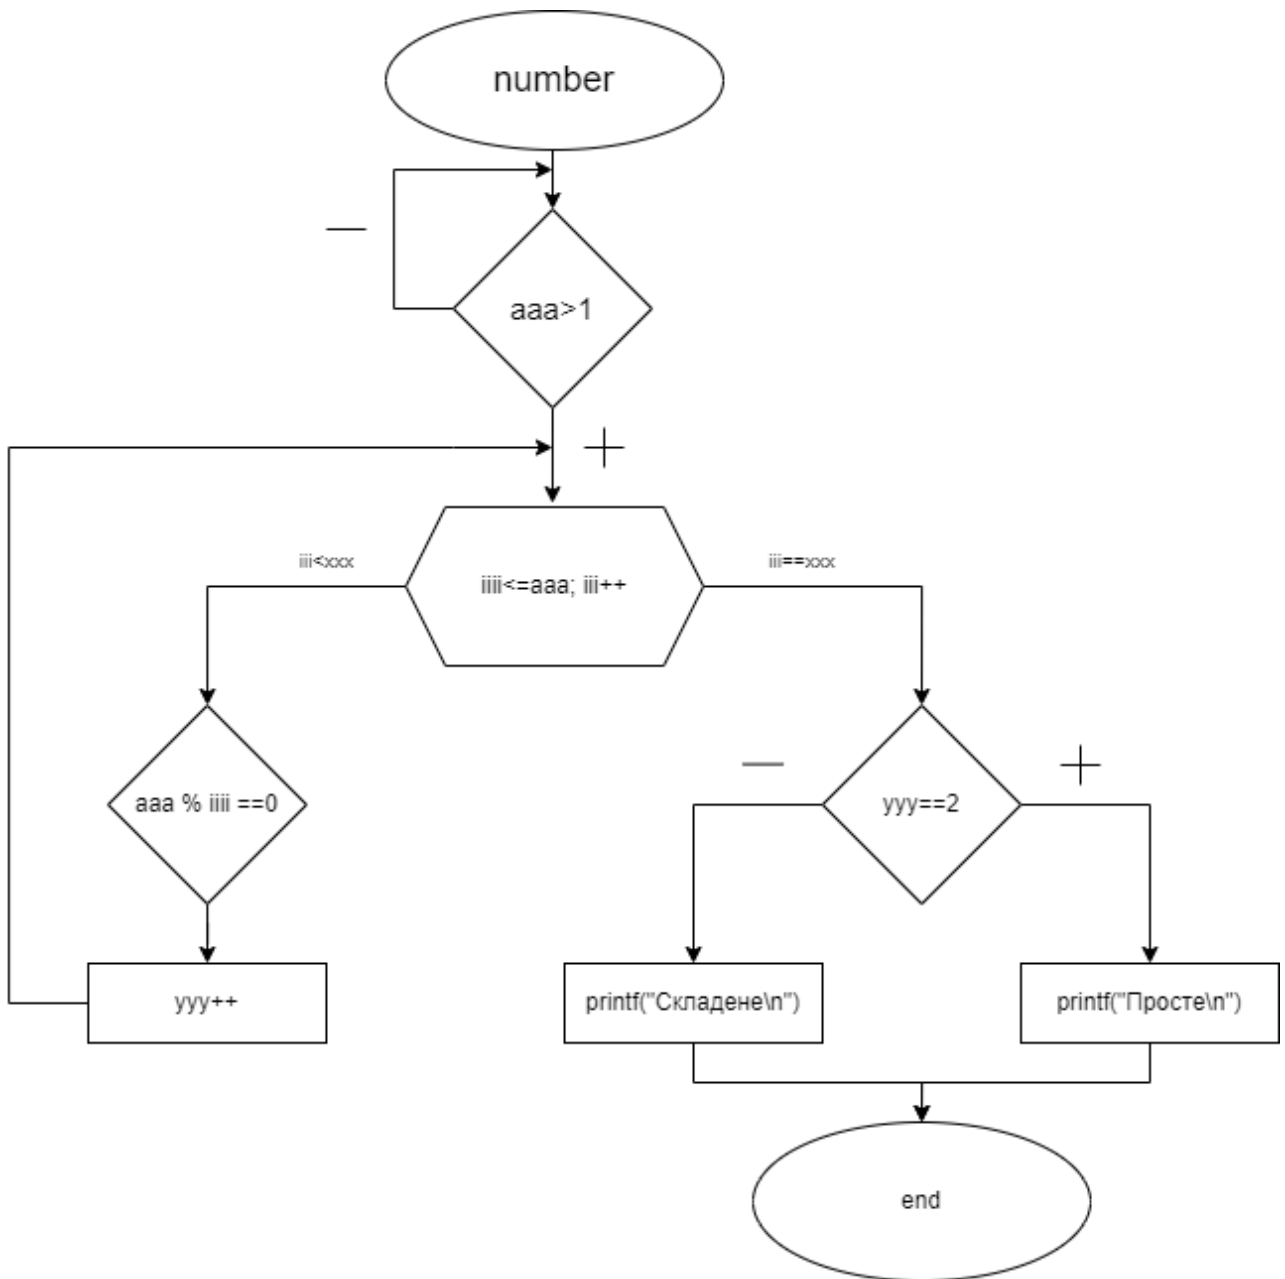 number
—
aaa>1
+
iii<xxx
iiii<=aaa; iii++
iii==xxx
—
+
aaa % iiii ==0
yyy==2
yyy++
printf("Складене\n")
printf("Просте\n")
end